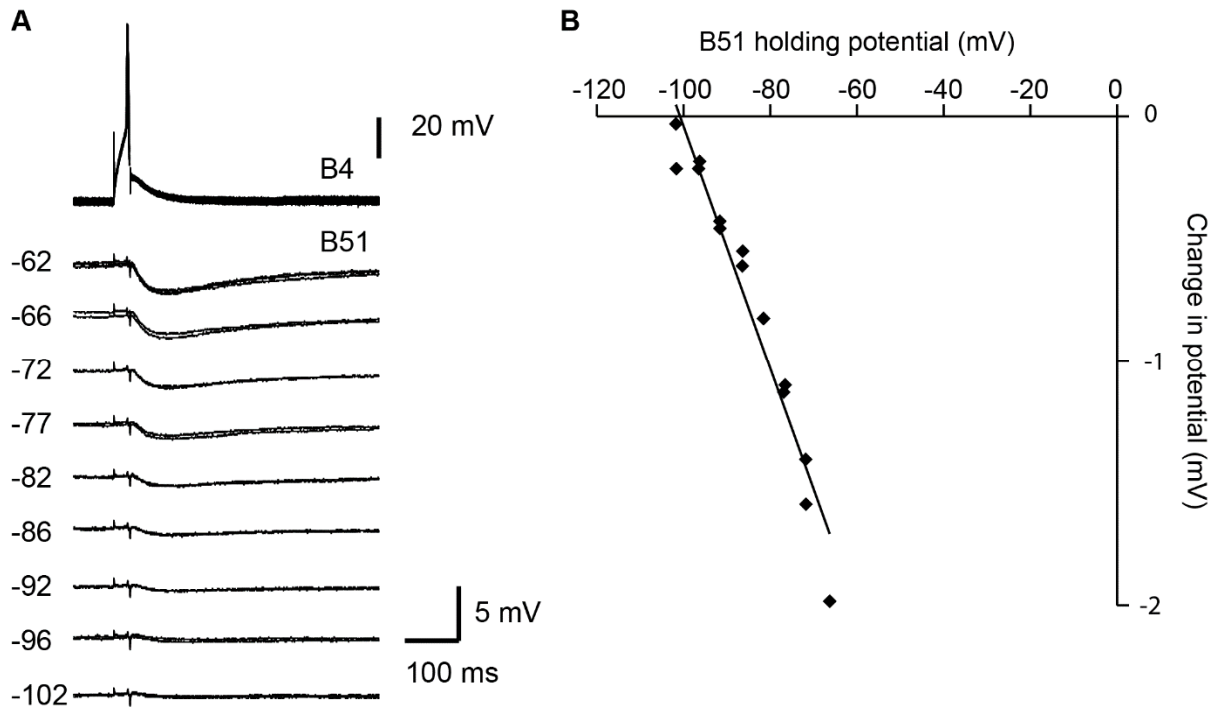 A
20 mV
B4
B51
-62
-66
-72
-77
-82
-86
-92
-96
-102
5 mV
100 ms
B
B51 holding potential (mV)
-120 -100 -80 -60 -40 -20 0
0
-1
-2
Change in potential (mV)